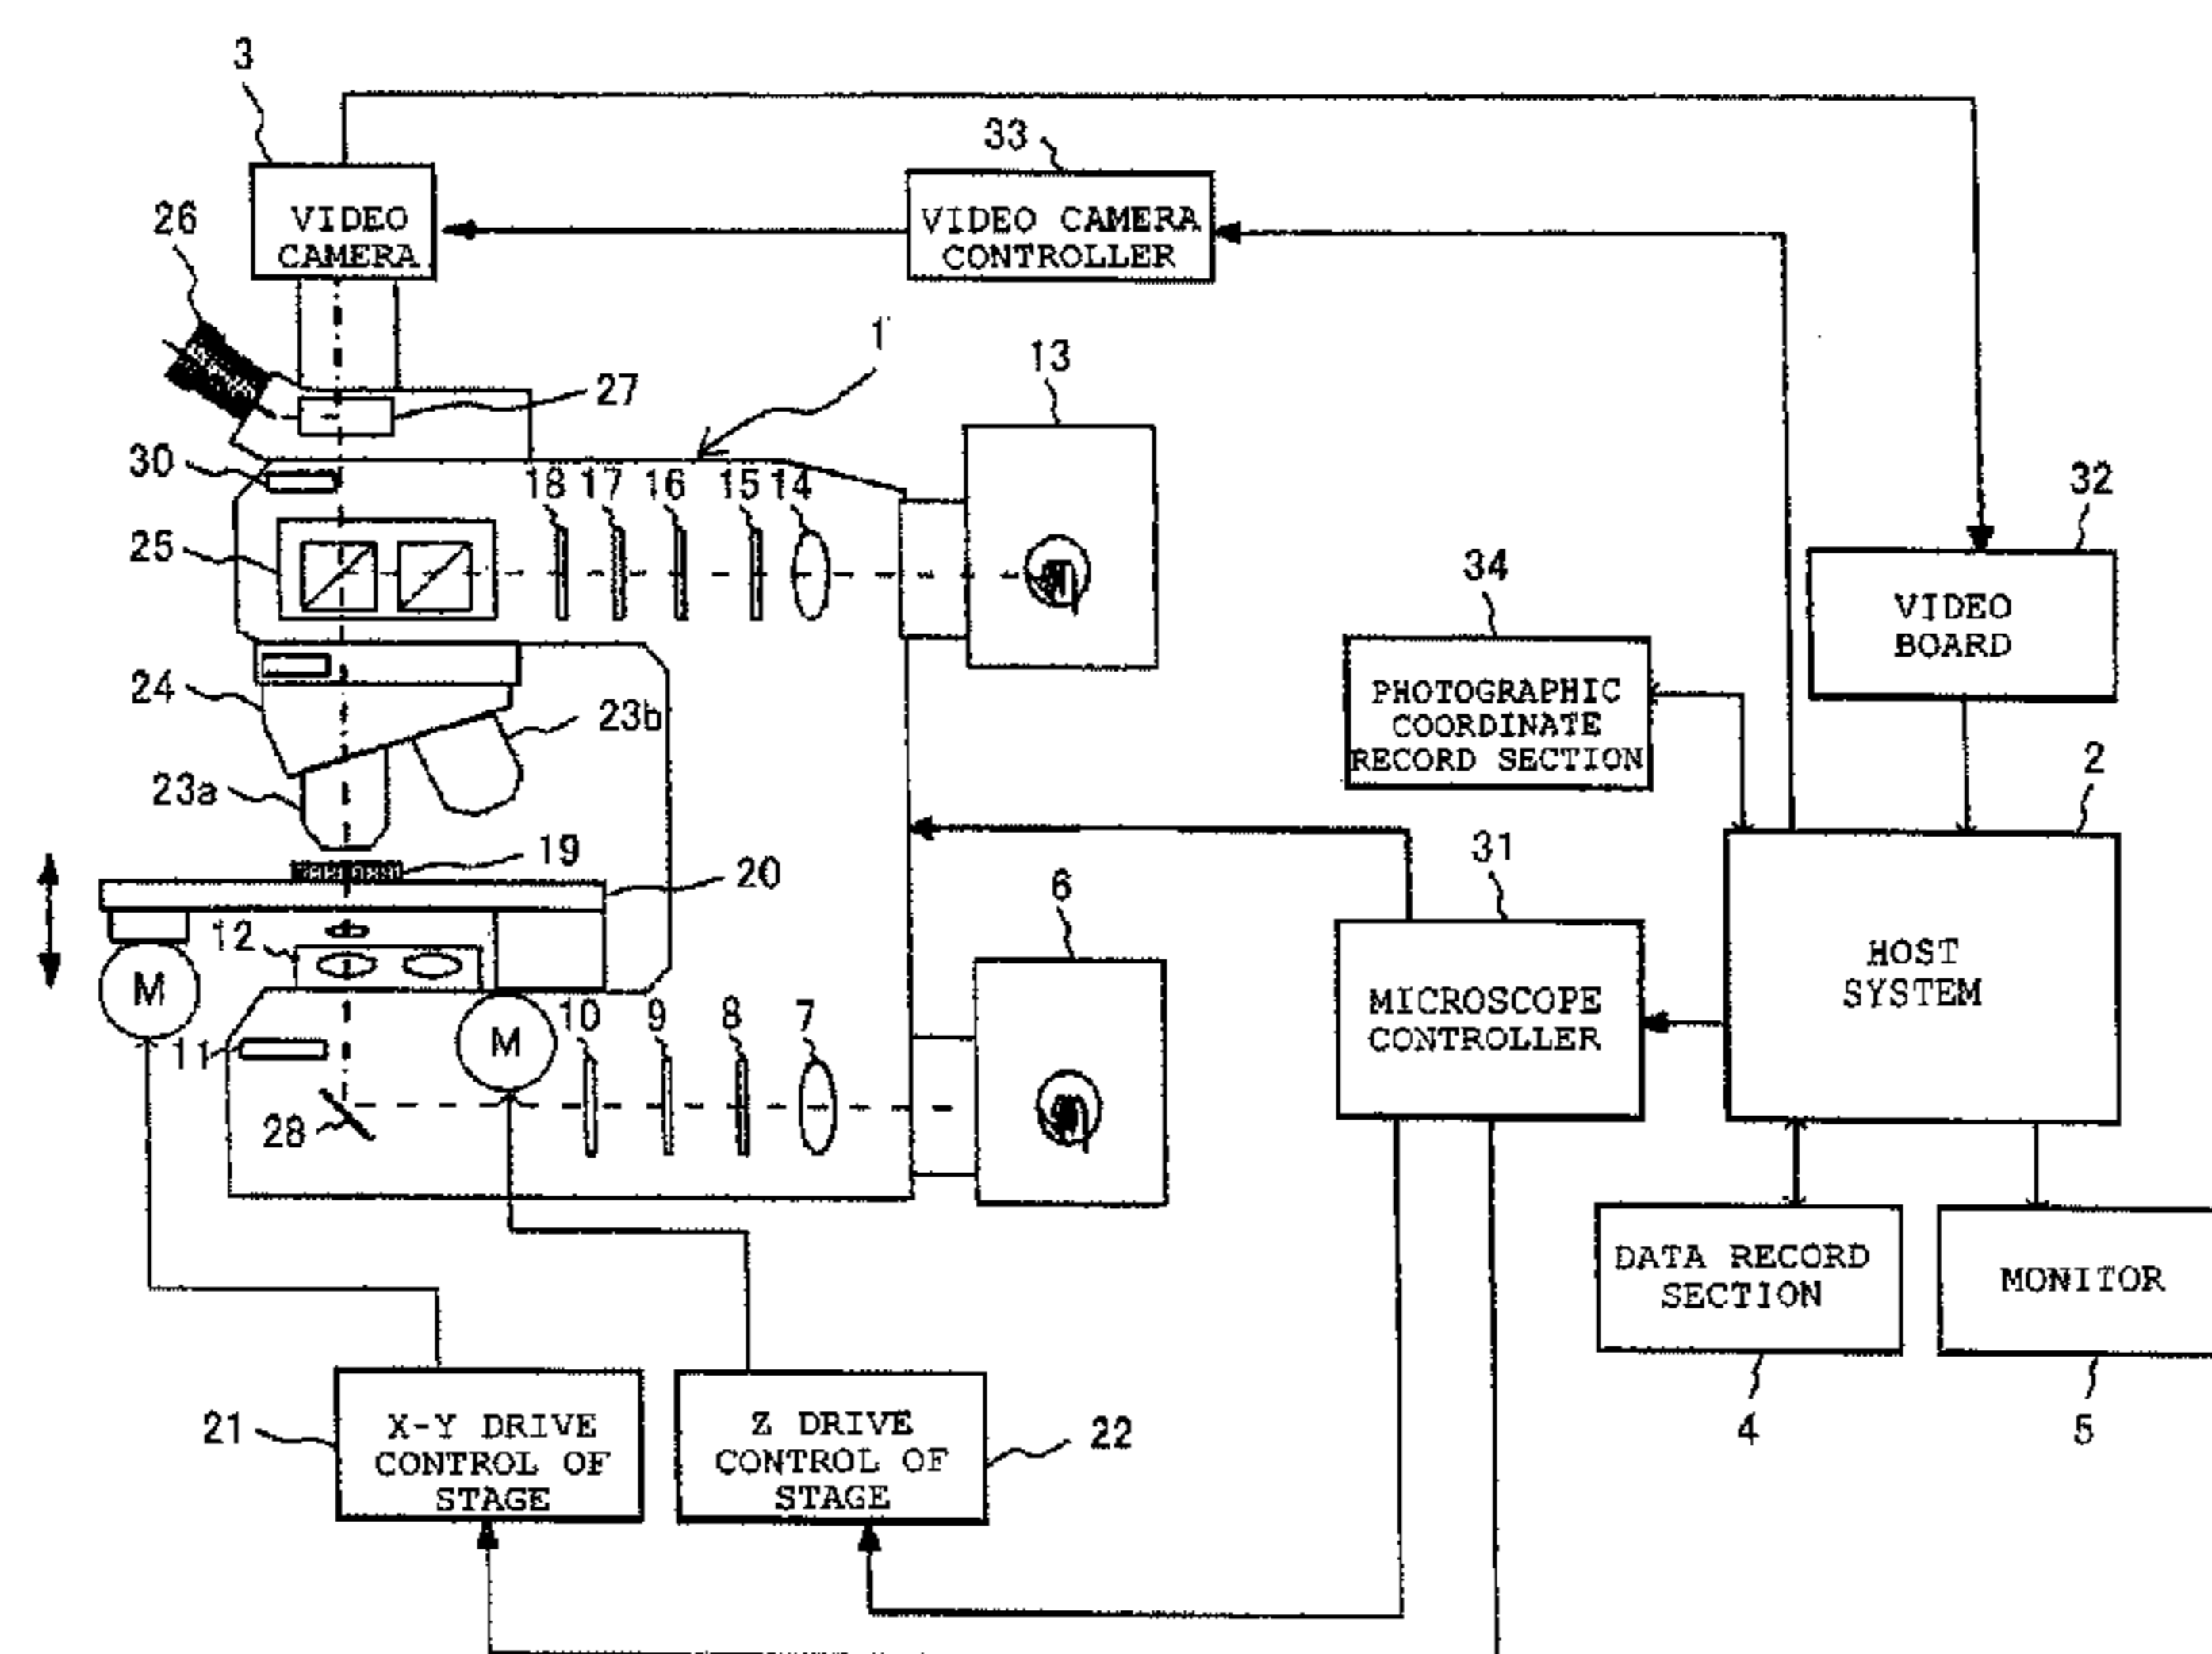 3
33
VIDEO
CAMERA
VIDEO CAMERA
CONTROLLER
26
1
13
27
30
18 17 16 15 14
32
25
34
VIDEO
BOARD
24
23b
PHOTOGRAPHIC
COORDINATE
RECORD SECTION
2
23a
19
20
31
6
12
HOST
SYSTEM
M
MICROSCOPE
CONTROLLER
10 9 8 7
M
11
28
DATA RECORD
SECTION
MONITOR
21
X-Y DRIVE
CONTROL OF
STAGE
Z DRIVE
CONTROL OF
STAGE
22
4
5